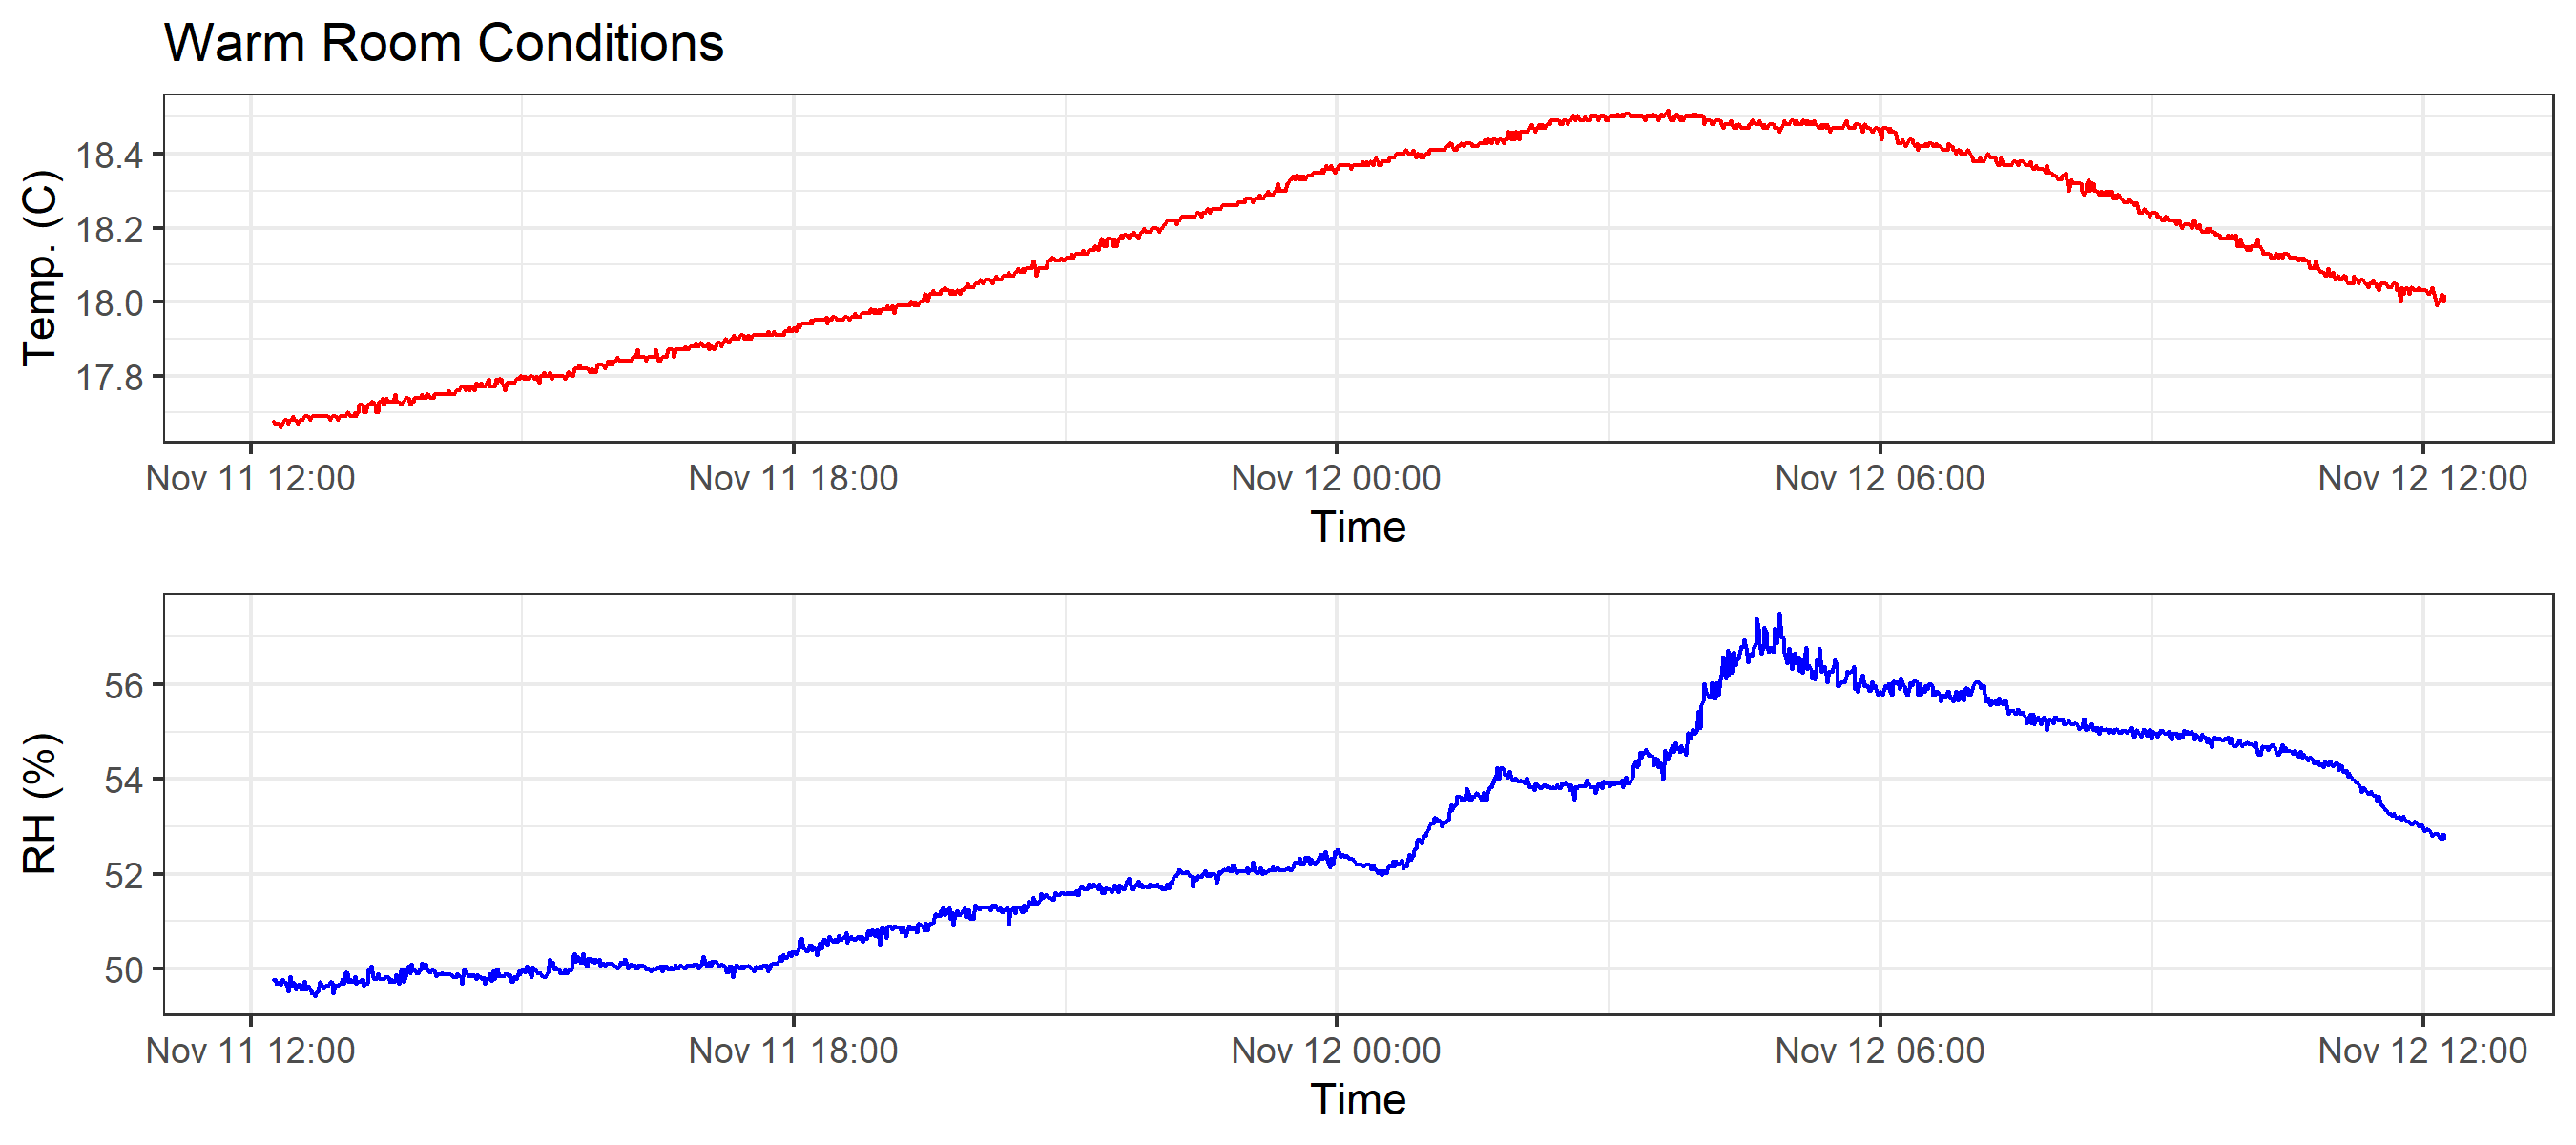 Warm Room Conditions
Temp. (C)
18.4
18.2
18.0
17.8
Nov 11 12:00 Nov 11 18:00 Nov 12 00:00 Nov 12 06:00 Nov 12 12:00
Time
RH (%)
56
54
52
50
Nov 11 12:00 Nov 11 18:00 Nov 12 00:00 Nov 12 06:00 Nov 12 12:00
Time